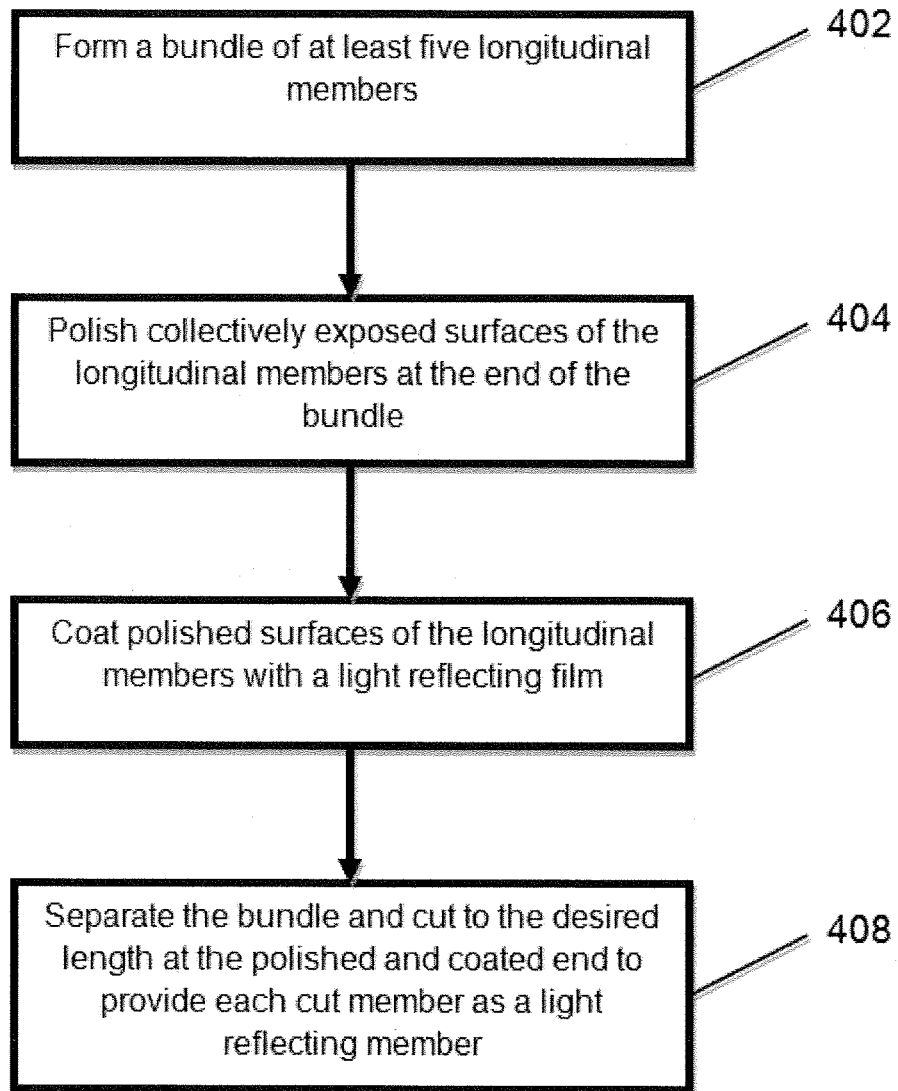 Form a bundle of at least five longitudinal
members
402
Polish collectively exposed surfaces of the
longitudinal members at the end of the
bundle
404
Coat polished surfaces of the longitudinal
members with a light reflecting film
406
Separate the bundle and cut to the desired
length at the polished and coated end to
provide each cut member as a light
reflecting member
408